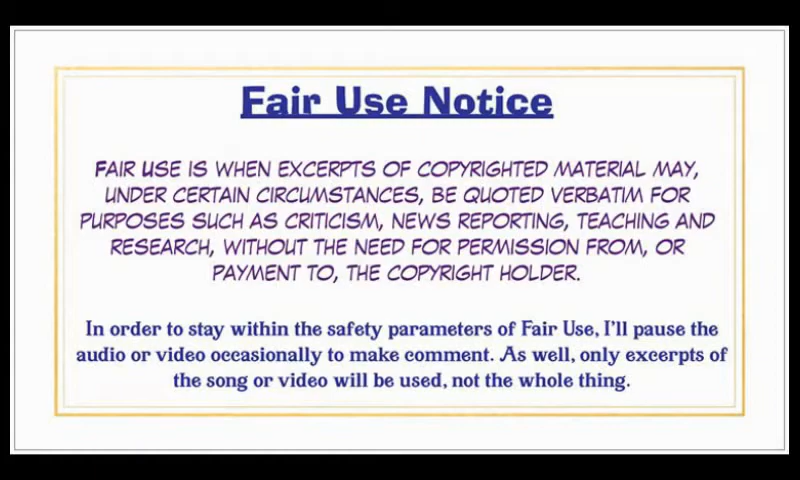 Fair Use Notice
FAIR USE IS WHEN EXCERPTS OF COPYRIGHTED MATERIAL MAY,
UNDER CERTAIN CIRCUMSTANCES, BE QUOTED VERBATIM FOR
PURPOSES SUCH AS CRITICISM, NEWS REPORTING, TEACHING AND
RESEARCH, WITHOUT THE NEED FOR PERMISSION FROM, OR
PAYMENT TO, THE COPYRIGHT HOLDER.
In order to stay within the safety parameters of Fair Use, I'll pause the
audio or video occasionally to make comment. As well, only excerpts of
the song or video will be used, not the whole thing.